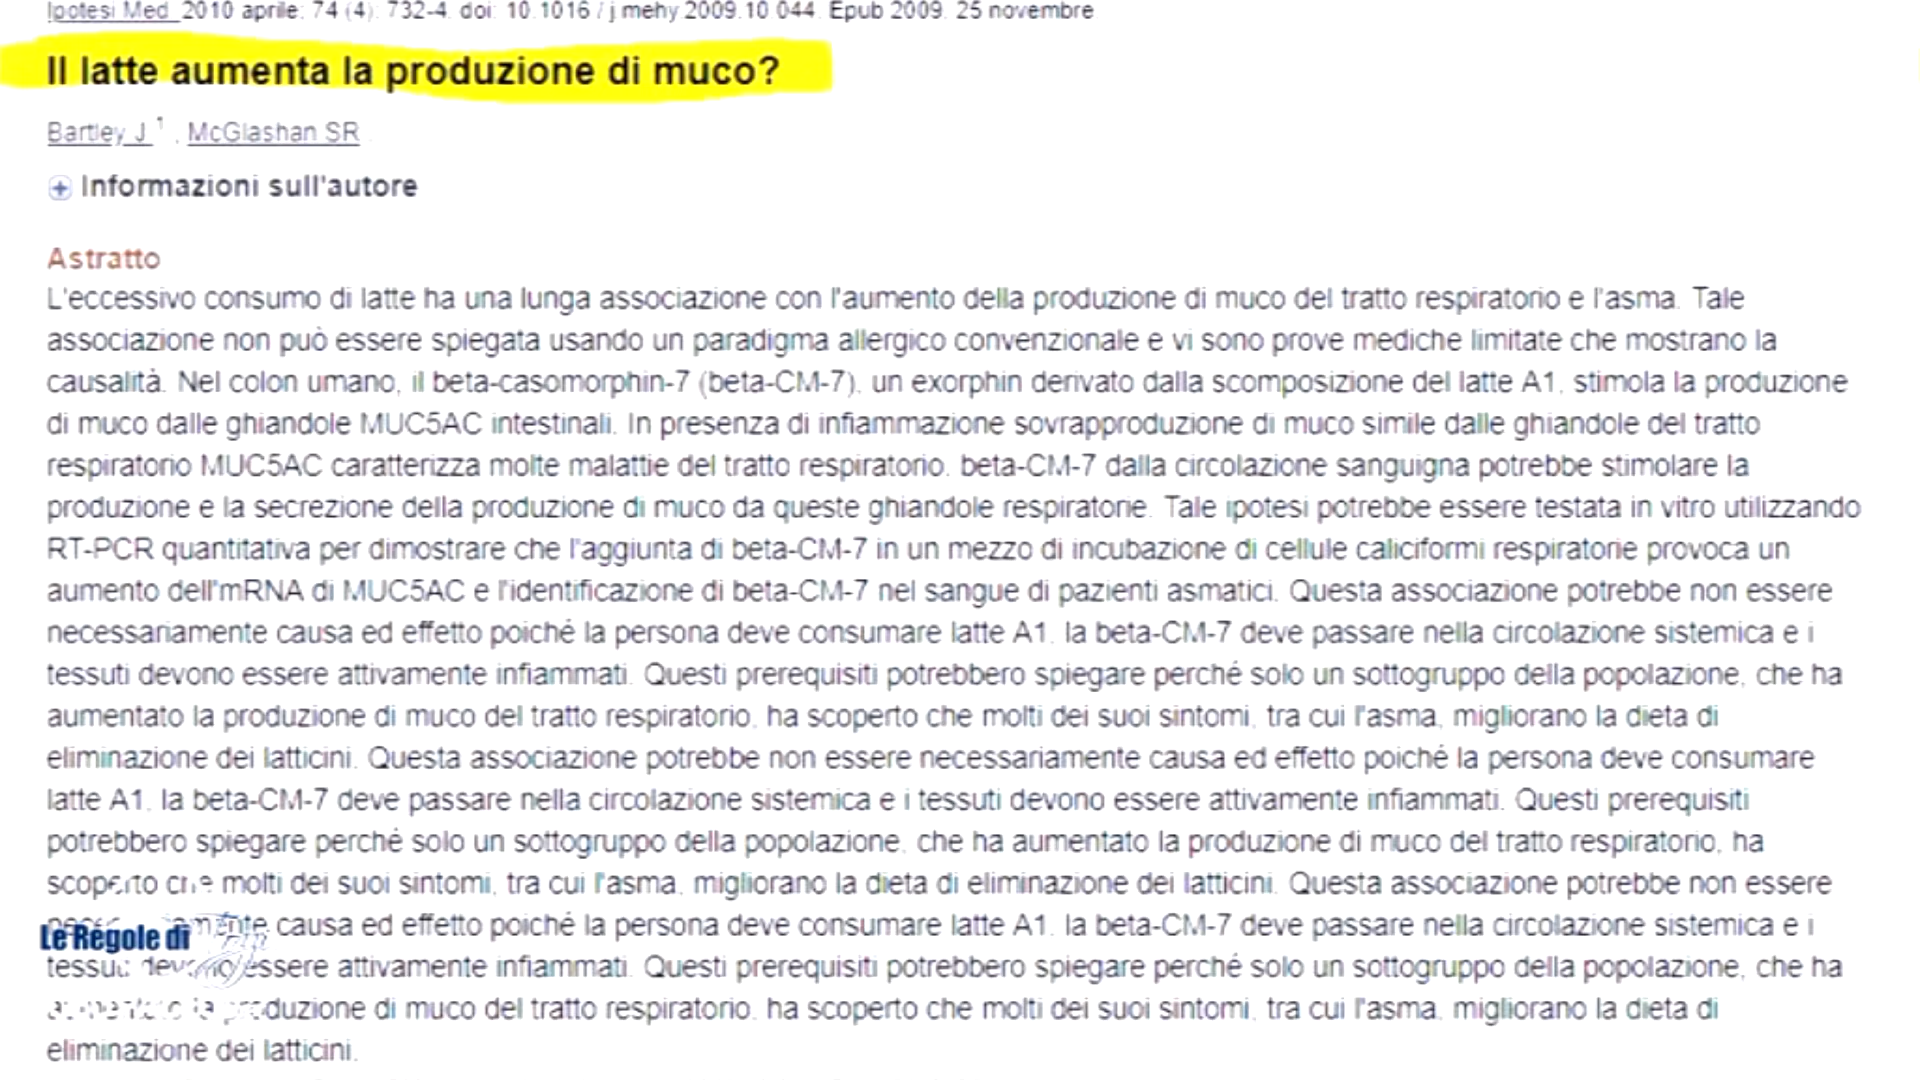 Ipotesi Med 2010 aprile; 74 (4): 732-4. doi: 10.1016 / j mehy.2009.10.044. Epub 2009. 25 novembre
Il latte aumenta la produzione di muco?
Bartley J 1, McGlashan SR
Informazioni sull'autore
Astratto
L'eccessivo consumo di latte ha una lunga associazione con l'aumento della produzione di muco del tratto respiratorio e l'asma. Tale
associazione non può essere spiegata usando un paradigma allergico convenzionale e vi sono prove mediche limitate che mostrano la
causalità. Nel colon umano, il beta-casomorphin-7 (beta-CM-7), un exorphin derivato dalla scomposizione del latte A1, stimola la produzione
di muco dalle ghiandole MUC5AC intestinali. In presenza di infiammazione sovrapproduzione di muco simile dalle ghiandole del tratto
respiratorio MUC5AC caratterizza molte malattie del tratto respiratorio. beta-CM-7 dalla circolazione sanguigna potrebbe stimolare la
produzione e la secrezione della produzione di muco da queste ghiandole respiratorie. Tale ipotesi potrebbe essere testata in vitro utilizzando
RT-PCR quantitativa per dimostrare che l'aggiunta di beta-CM-7 in un mezzo di incubazione di cellule caliciformi respiratorie provoca un
aumento dell'mRNA di MUC5AC e l'identificazione di beta-CM-7 nel sangue di pazienti asmatici. Questa associazione potrebbe non essere
necessariamente causa ed effetto poiché la persona deve consumare latte A1, la beta-CM-7 deve passare nella circolazione sistemica e i
tessuti devono essere attivamente infiammati. Questi prerequisiti potrebbero spiegare perché solo un sottogruppo della popolazione, che ha
aumentato la produzione di muco del tratto respiratorio, ha scoperto che molti dei suoi sintomi, tra cui l'asma, migliorano la dieta di
eliminazione dei latticini. Questa associazione potrebbe non essere necessariamente causa ed effetto poiché la persona deve consumare
latte A1, la beta-CM-7 deve passare nella circolazione sistemica e i tessuti devono essere attivamente infiammati. Questi prerequisiti
potrebbero spiegare perché solo un sottogruppo della popolazione, che ha aumentato la produzione di muco del tratto respiratorio, ha
scoperto che molti dei suoi sintomi, tra cui l'asma, migliorano la dieta di eliminazione dei latticini. Questa associazione potrebbe non essere
causa ed effetto poiché la persona deve consumare latte A1, la beta-CM-7 deve passare nella circolazione sistemica e i
Le Regole di
essere attivamente infiammati. Questi prerequisiti potrebbero spiegare perché solo un sottogruppo della popolazione, che ha
produzione di muco del tratto respiratorio, ha scoperto che molti dei suoi sintomi, tra cui l'asma, migliorano la dieta di
eliminazione dei latticini.